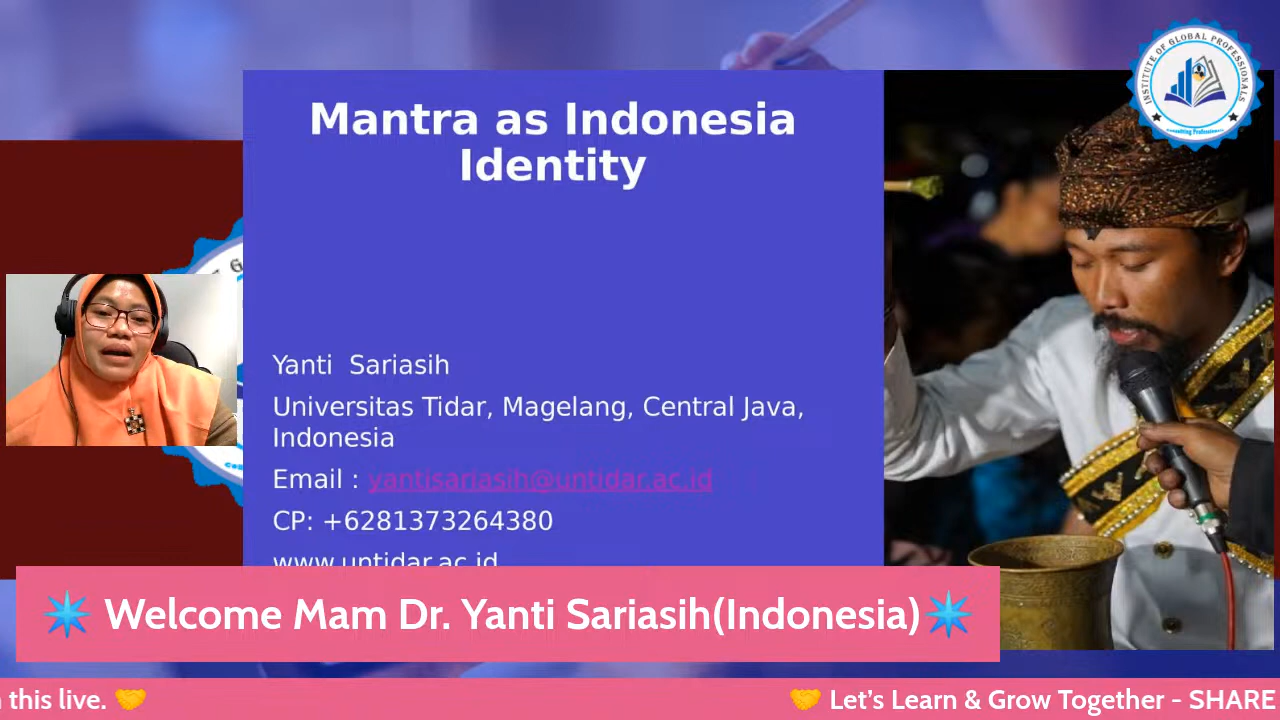 INSTITUTE OF GLOBAL PROFESSIONALS
Consulting Professionals
Mantra as Indonesia
Identity
Yanti Sariasih
Universitas Tidar, Magelang, Central Java,
Indonesia
Email : yantisariasih@untidar.ac.id
CP: +6281373264380
www.untidar.ac.id
Welcome Mam Dr. Yanti Sariasih(Indonesia)
this live.
Let's Learn & Grow Together - SHARE